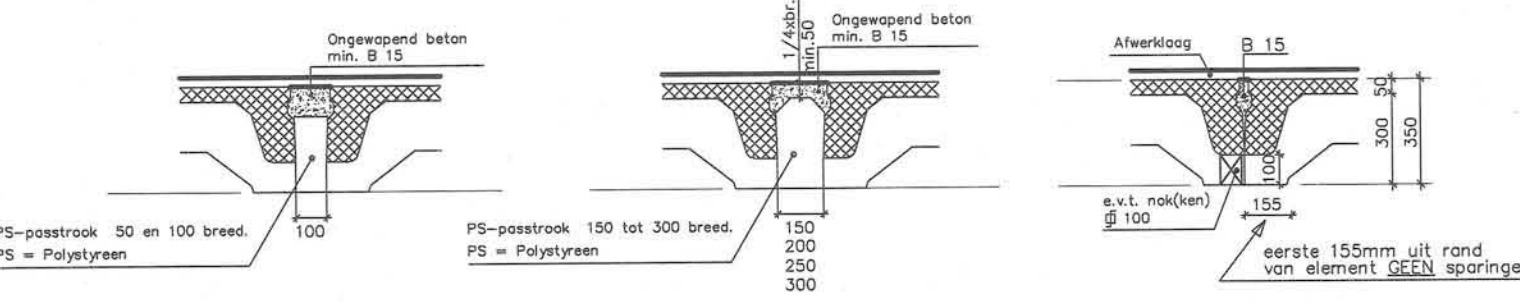 Ongewapend beton
min. B 15
100
PS-passtrook 50 en 100 breed.
PS = Polystyreen
1/4xbr.
min.50
Ongewapend beton
min. B 15
PS-passtrook 150 tot 300 breed.
PS = Polystyreen
150
200
250
300
Afwerklaag
B 15
50
300
350
100
e.v.t. nok(ken)
100
155
eerste 155mm uit rand
van element GEEN sparinge